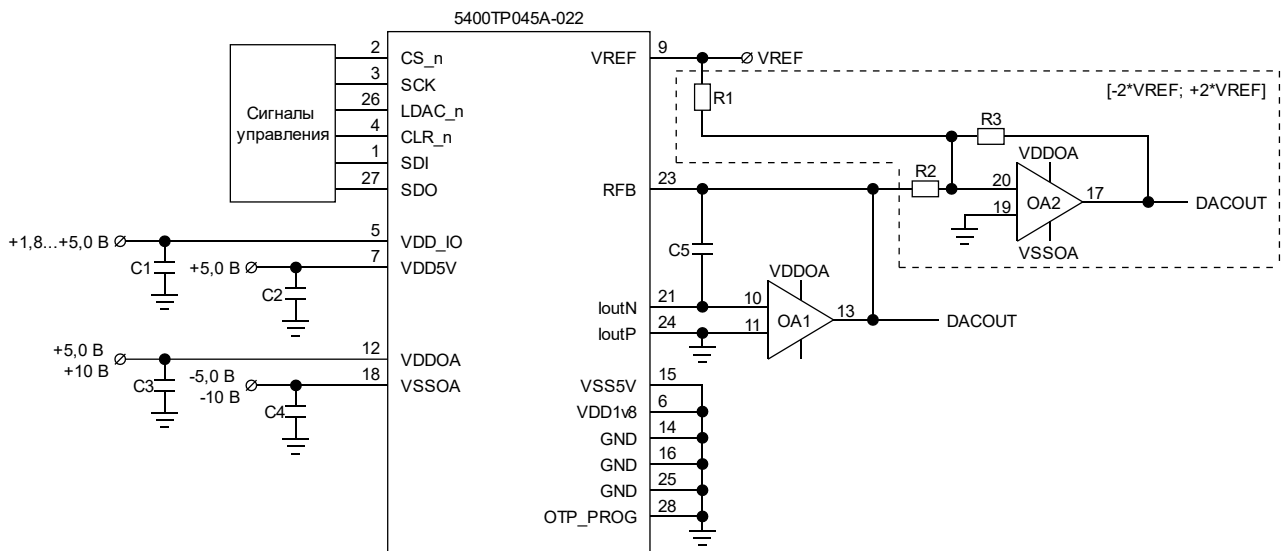 5400TP045A-022
Сигналы
управления
2
CS_n
3
SCK
26
LDAC_n
4
CLR_n
1
SDI
27
SDO
+1,8...+5,0 В
5
VDD_IO
C1
+5,0 В
7
VDD5V
C2
+5,0 В
+10 В
12
VDDOA
C3
-5,0 В
-10 В
18
VSSOA
C4
VREF
9
VREF
[-2*VREF; +2*VREF]
R1
R3
RFB
23
R2
VDDOA
20
19
OA2
17
DACOUT
VSSOA
C5
VDDOA
IoutN
21
10
IoutP
24
11
OA1
13
DACOUT
VSS5V
15
VDD1v8
6
GND
14
GND
16
GND
25
OTP_PROG
28